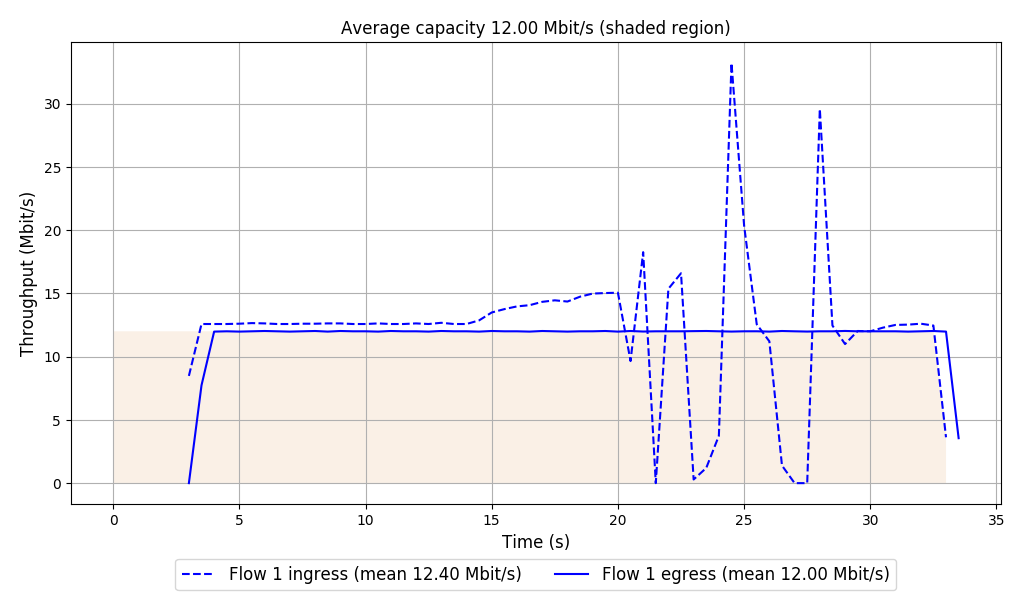 Average capacity 12.00 Mbit/s (shaded region)
Throughput (Mbit/s)
30
25
20
15
10
5
0
0 5 10 15 20 25 30 35
Time (s)
Flow 1 ingress (mean 12.40 Mbit/s) Flow 1 egress (mean 12.00 Mbit/s)